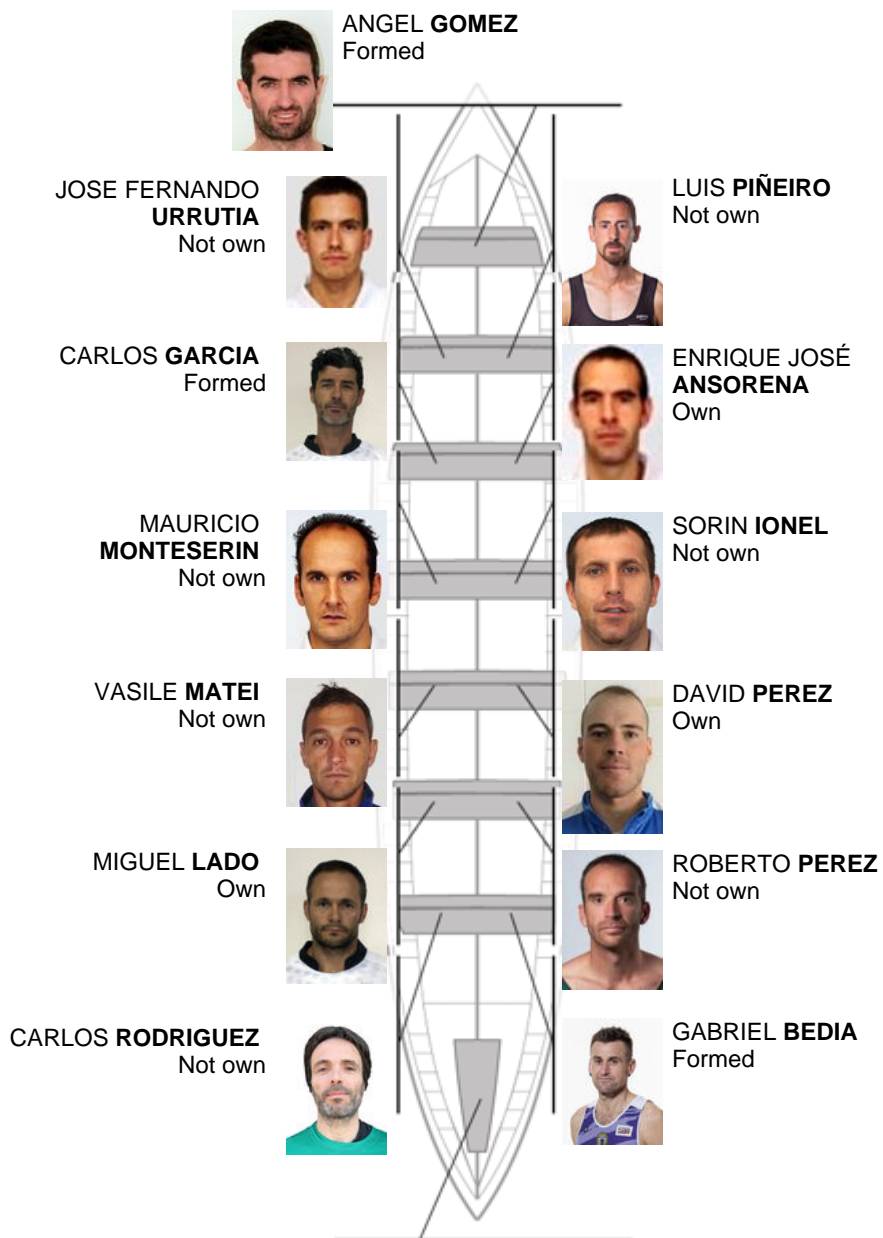 ANGEL GOMEZ
Formed
JOSE FERNANDO
URRUTIA
Not own
LUIS PIÑEIRO
Not own
CARLOS GARCIA
Formed
ENRIQUE JOSÉ
ANSORENA
Own
MAURICIO
MONTESERIN
Not own
SORIN IONEL
Not own
VASILE MATEI
Not own
DAVID PEREZ
Own
MIGUEL LADO
Own
ROBERTO PEREZ
Not own
CARLOS RODRIGUEZ
Not own
GABRIEL BEDIA
Formed